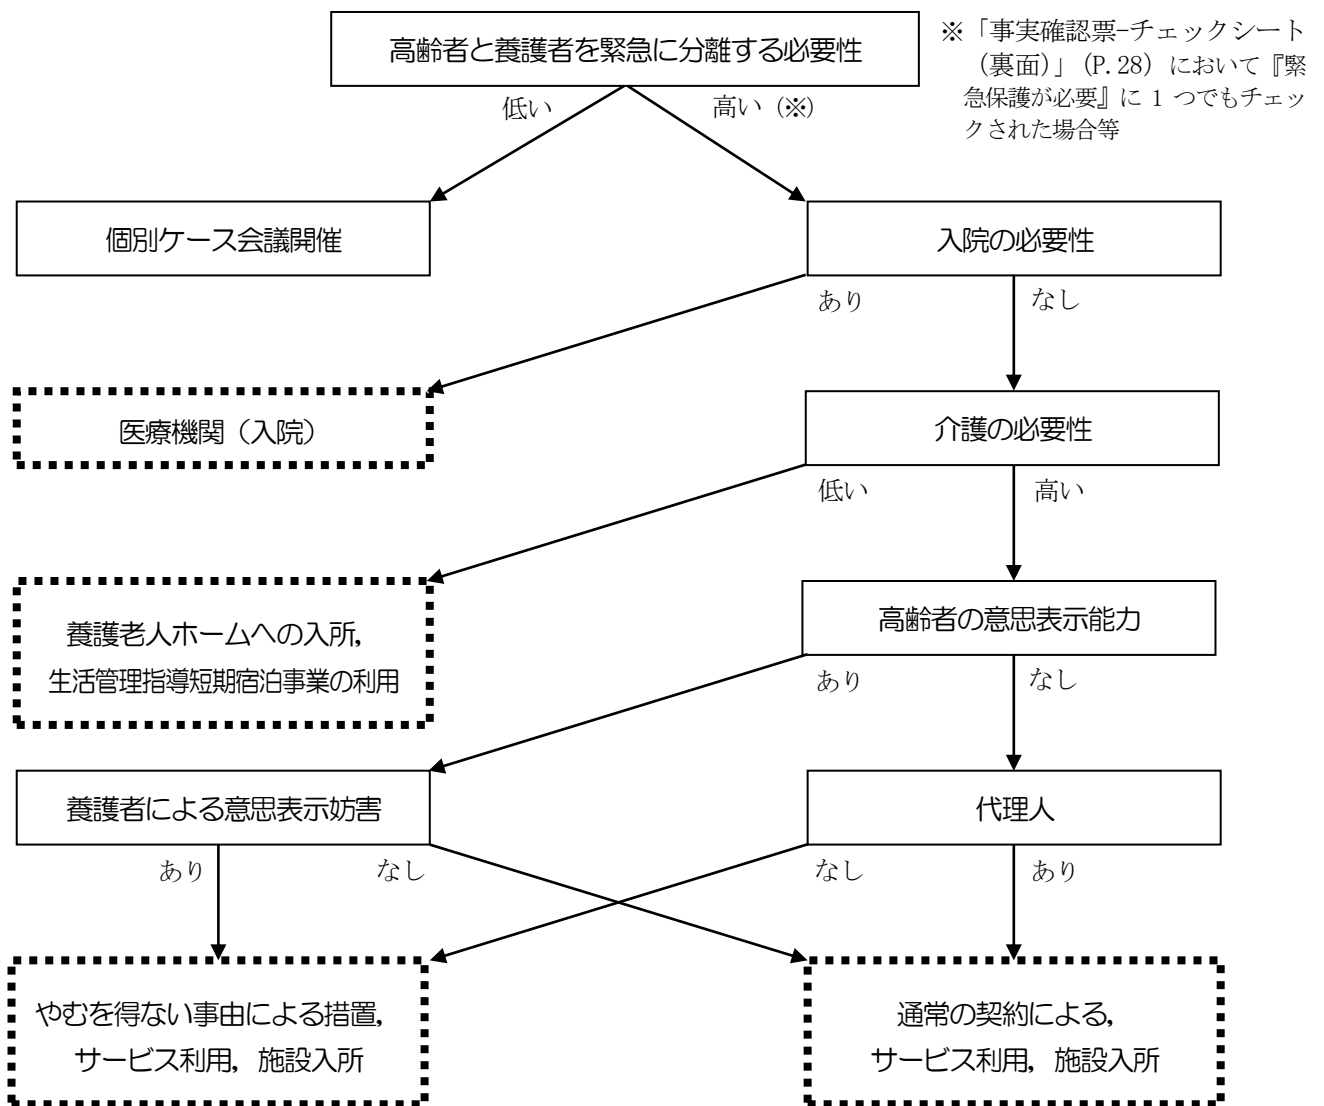 高齢者と養護者を緊急に分離する必要性
※「事実確認票-チェックシート
（裏面）」（P.28）において『緊
急保護が必要』に 1 つでもチェッ
クされた場合等
低い
高い（※）
個別ケース会議開催
入院の必要性
あり
なし
医療機関（入院）
介護の必要性
低い
高い
養護老人ホームへの入所，
生活管理指導短期宿泊事業の利用
高齢者の意思表示能力
あり
なし
養護者による意思表示妨害
代理人
あり
なし
なし
あり
やむを得ない事由による措置，
サービス利用，施設入所
通常の契約による，
サービス利用，施設入所